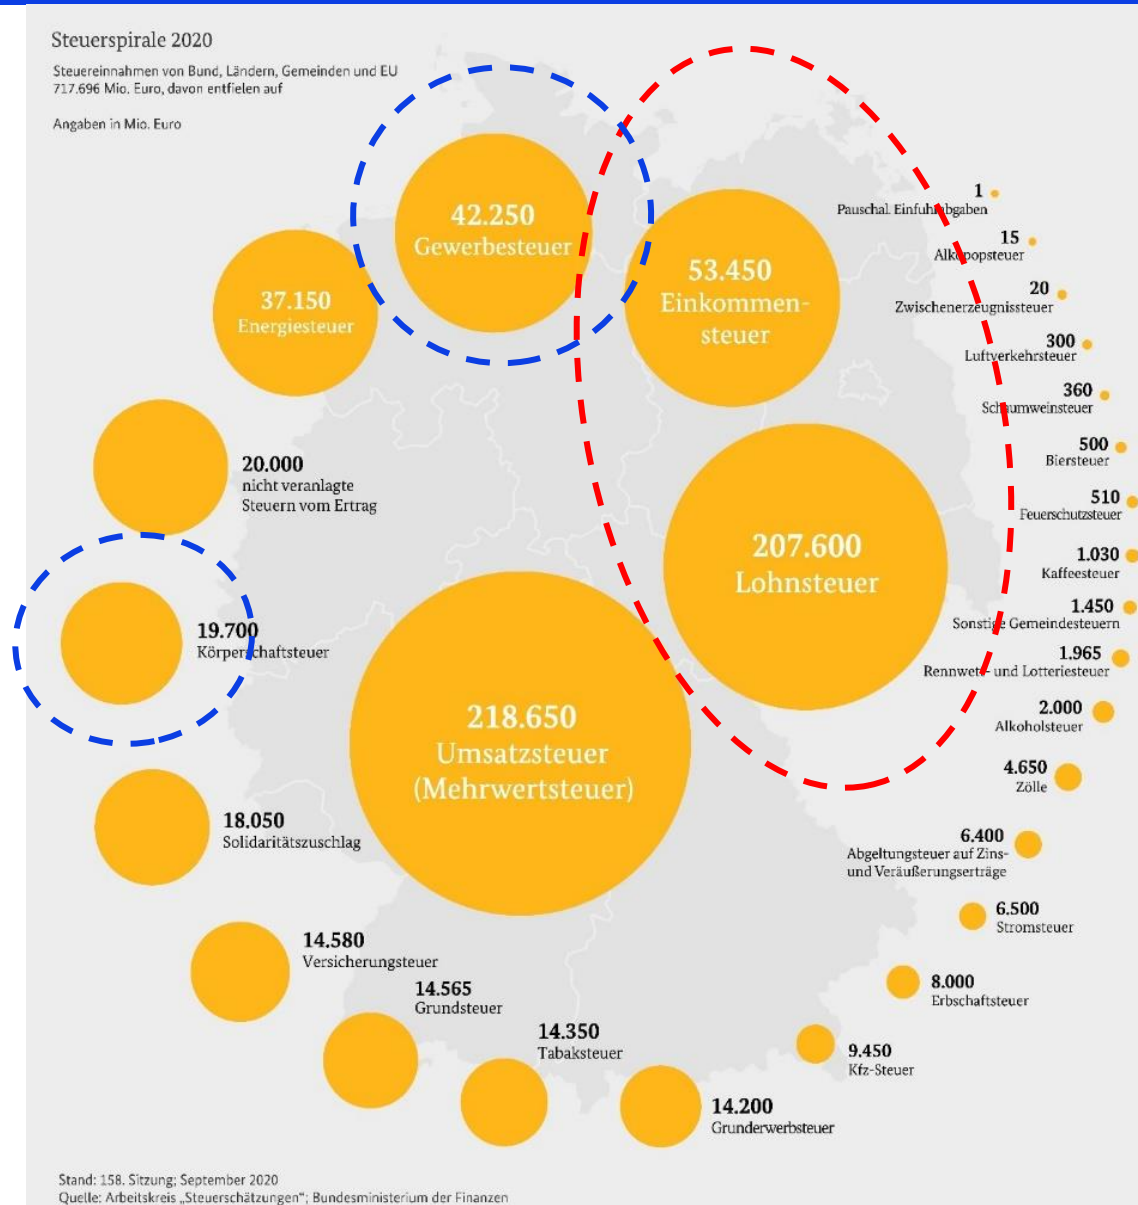 Steuerspirale 2020
Steuereinnahmen von Bund, Ländern, Gemeinden und EU
717.696 Mio. Euro, davon entfielen auf
Angaben in Mio. Euro
42.250
Gewerbesteuer
53.450
Einkommen-
steuer
37.150
Energiesteuer
20.000
nicht veranlagte
Steuern vom Ertrag
207.600
Lohnsteuer
19.700
Körperschaftsteuer
218.650
Umsatzsteuer
(Mehrwertsteuer)
18.050
Solidaritätszuschlag
14.580
Versicherungsteuer
14.565
Grundsteuer
14.350
Tabaksteuer
14.200
Grunderwerbsteuer
1
Pauschal. Einfuhrabgaben
15
Alkopopsteuer
20
Zwischenerzeugnissteuer
300
Luftverkehrsteuer
360
Schaumweinsteuer
500
Biersteuer
510
Feuerschutzsteuer
1.030
Kaffeesteuer
1.450
Sonstige Gemeindesteuern
1.965
Rennwett- und Lotteriesteuer
2.000
Alkoholsteuer
4.650
Zölle
6.400
Abgeltungsteuer auf Zins-
und Veräußerungserträge
6.500
Stromsteuer
8.000
Erbschaftsteuer
9.450
Kfz-Steuer
Stand: 158. Sitzung; September 2020
Quelle: Arbeitskreis „Steuerschätzungen“; Bundesministerium der Finanzen